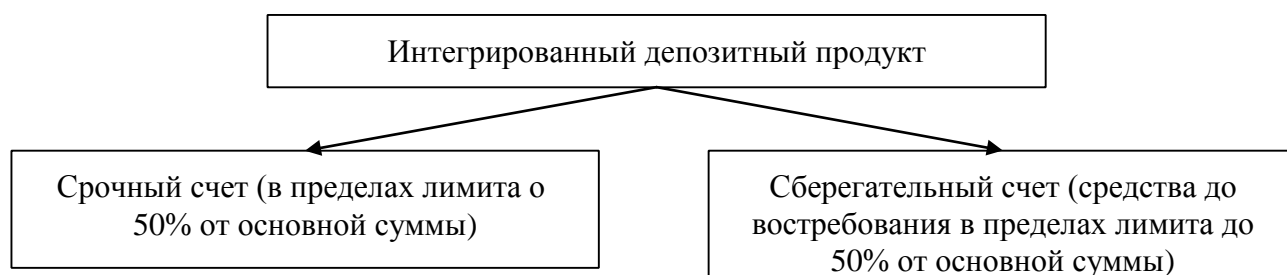 Интегрированный депозитный продукт
Срочный счет (в пределах лимита о
50% от основной суммы)
Сберегательный счет (средства до
востребования в пределах лимита до
50% от основной суммы)